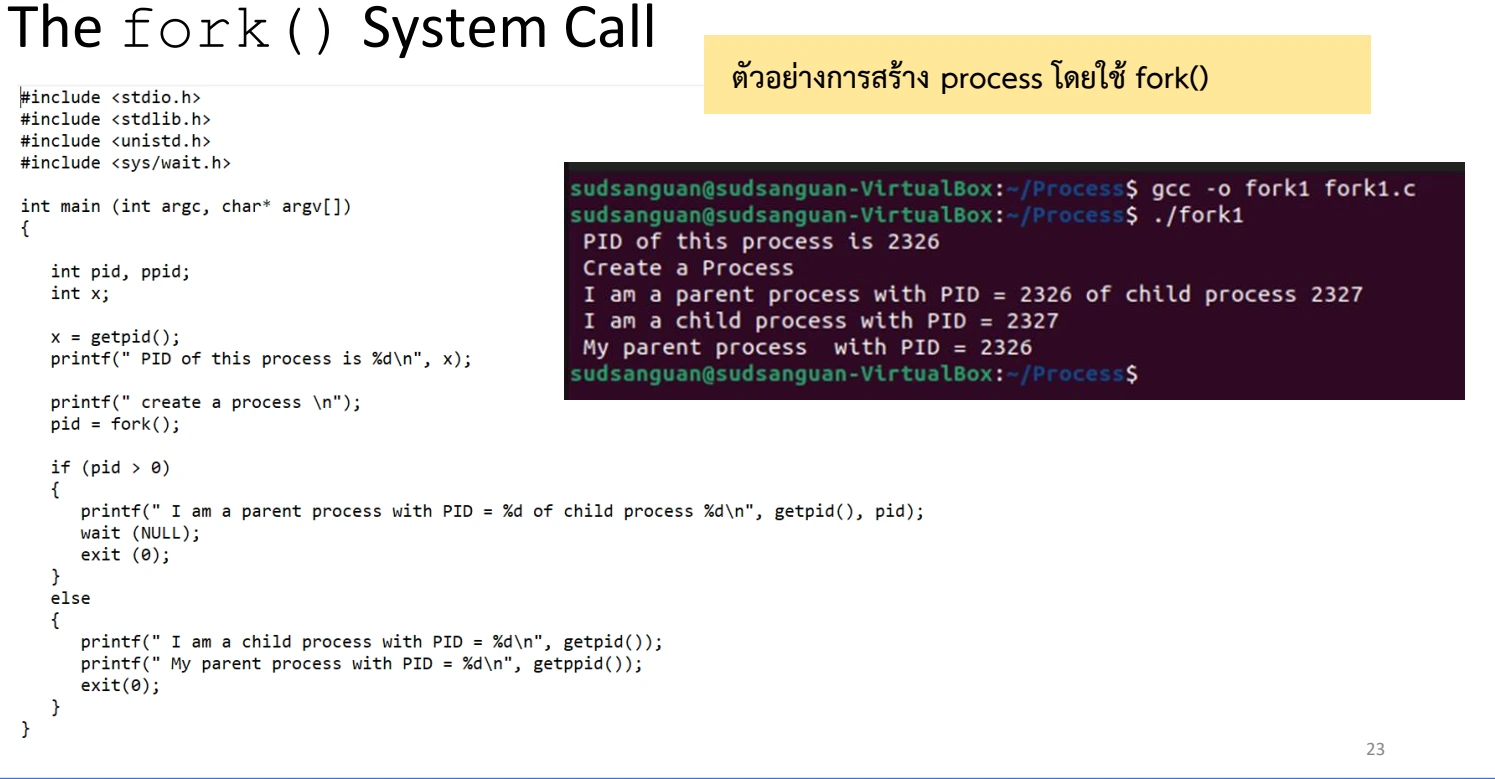 The fork() System Call
ตัวอย่างการสร้าง process โดยใช้ fork()
#include <stdio.h>
#include <stdlib.h>
#include <unistd.h>
#include <sys/wait.h>
int main (int argc, char* argv[])
{
int pid, ppid;
int x;
x = getpid();
printf(" PID of this process is %d\n", x);
printf(" create a process \n");
pid = fork();
if (pid > 0)
{
printf(" I am a parent process with PID = %d of child process %d\n", getpid(), pid);
wait (NULL);
exit (0);
}
else
{
printf(" I am a child process with PID = %d\n", getpid());
printf(" My parent process with PID = %d\n", getppid());
exit(0);
}
}
sudsanguan@sudsanguan-VirtualBox:~/Process$ gcc -o fork1 fork1.c
sudsanguan@sudsanguan-VirtualBox:~/Process$ ./fork1
PID of this process is 2326
Create a Process
I am a parent process with PID = 2326 of child process 2327
I am a child process with PID = 2327
My parent process  with PID = 2326
sudsanguan@sudsanguan-VirtualBox:~/Process$
23